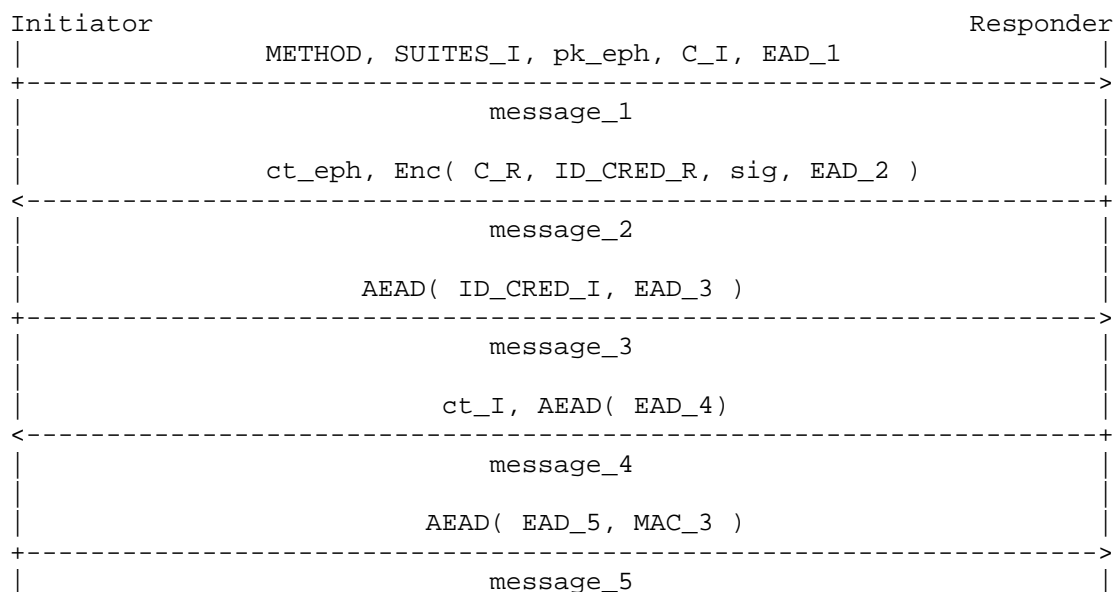 Initiator Responder
METHOD, SUITES_I, pk_eph, C_I, EAD_1
message_1
ct_eph, Enc( C_R, ID_CRED_R, sig, EAD_2 )
message_2
AEAD( ID_CRED_I, EAD_3 )
message_3
ct_I, AEAD( EAD_4)
message_4
AEAD( EAD_5, MAC_3 )
message_5